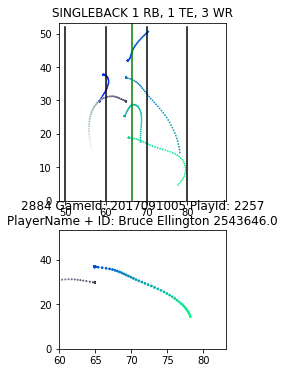 SINGLEBACK 1 RB, 1 TE, 3 WR
50
40
30
20
10
0
50 60 70 80
2884 GameId: 2017091005 PlayId: 2257
PlayerName + ID: Bruce Ellington 2543646.0
40
20
0
60 65 70 75 80